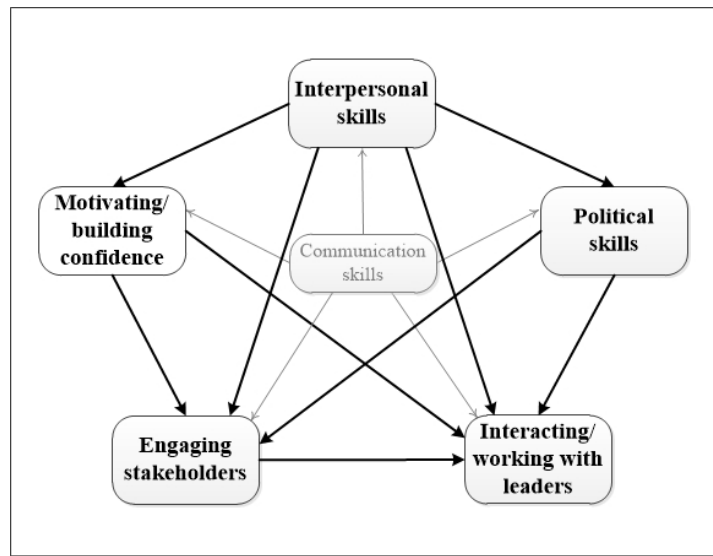 Interpersonal
skills
Motivating/
building
confidence
Political
skills
Communication
skills
Engaging
stakeholders
Interacting/
working with
leaders